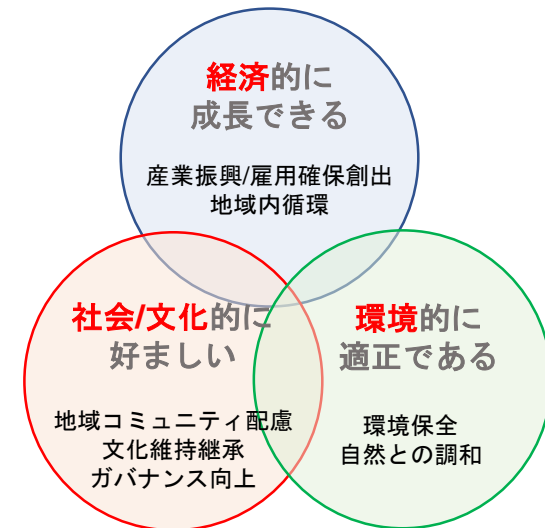 経済的に
成長できる
産業振興/雇用確保創出
地域内循環
社会/文化的に
好ましい
地域コミュニティ配慮
文化維持継承
ガバナンス向上
環境的に
適正である
環境保全
自然との調和